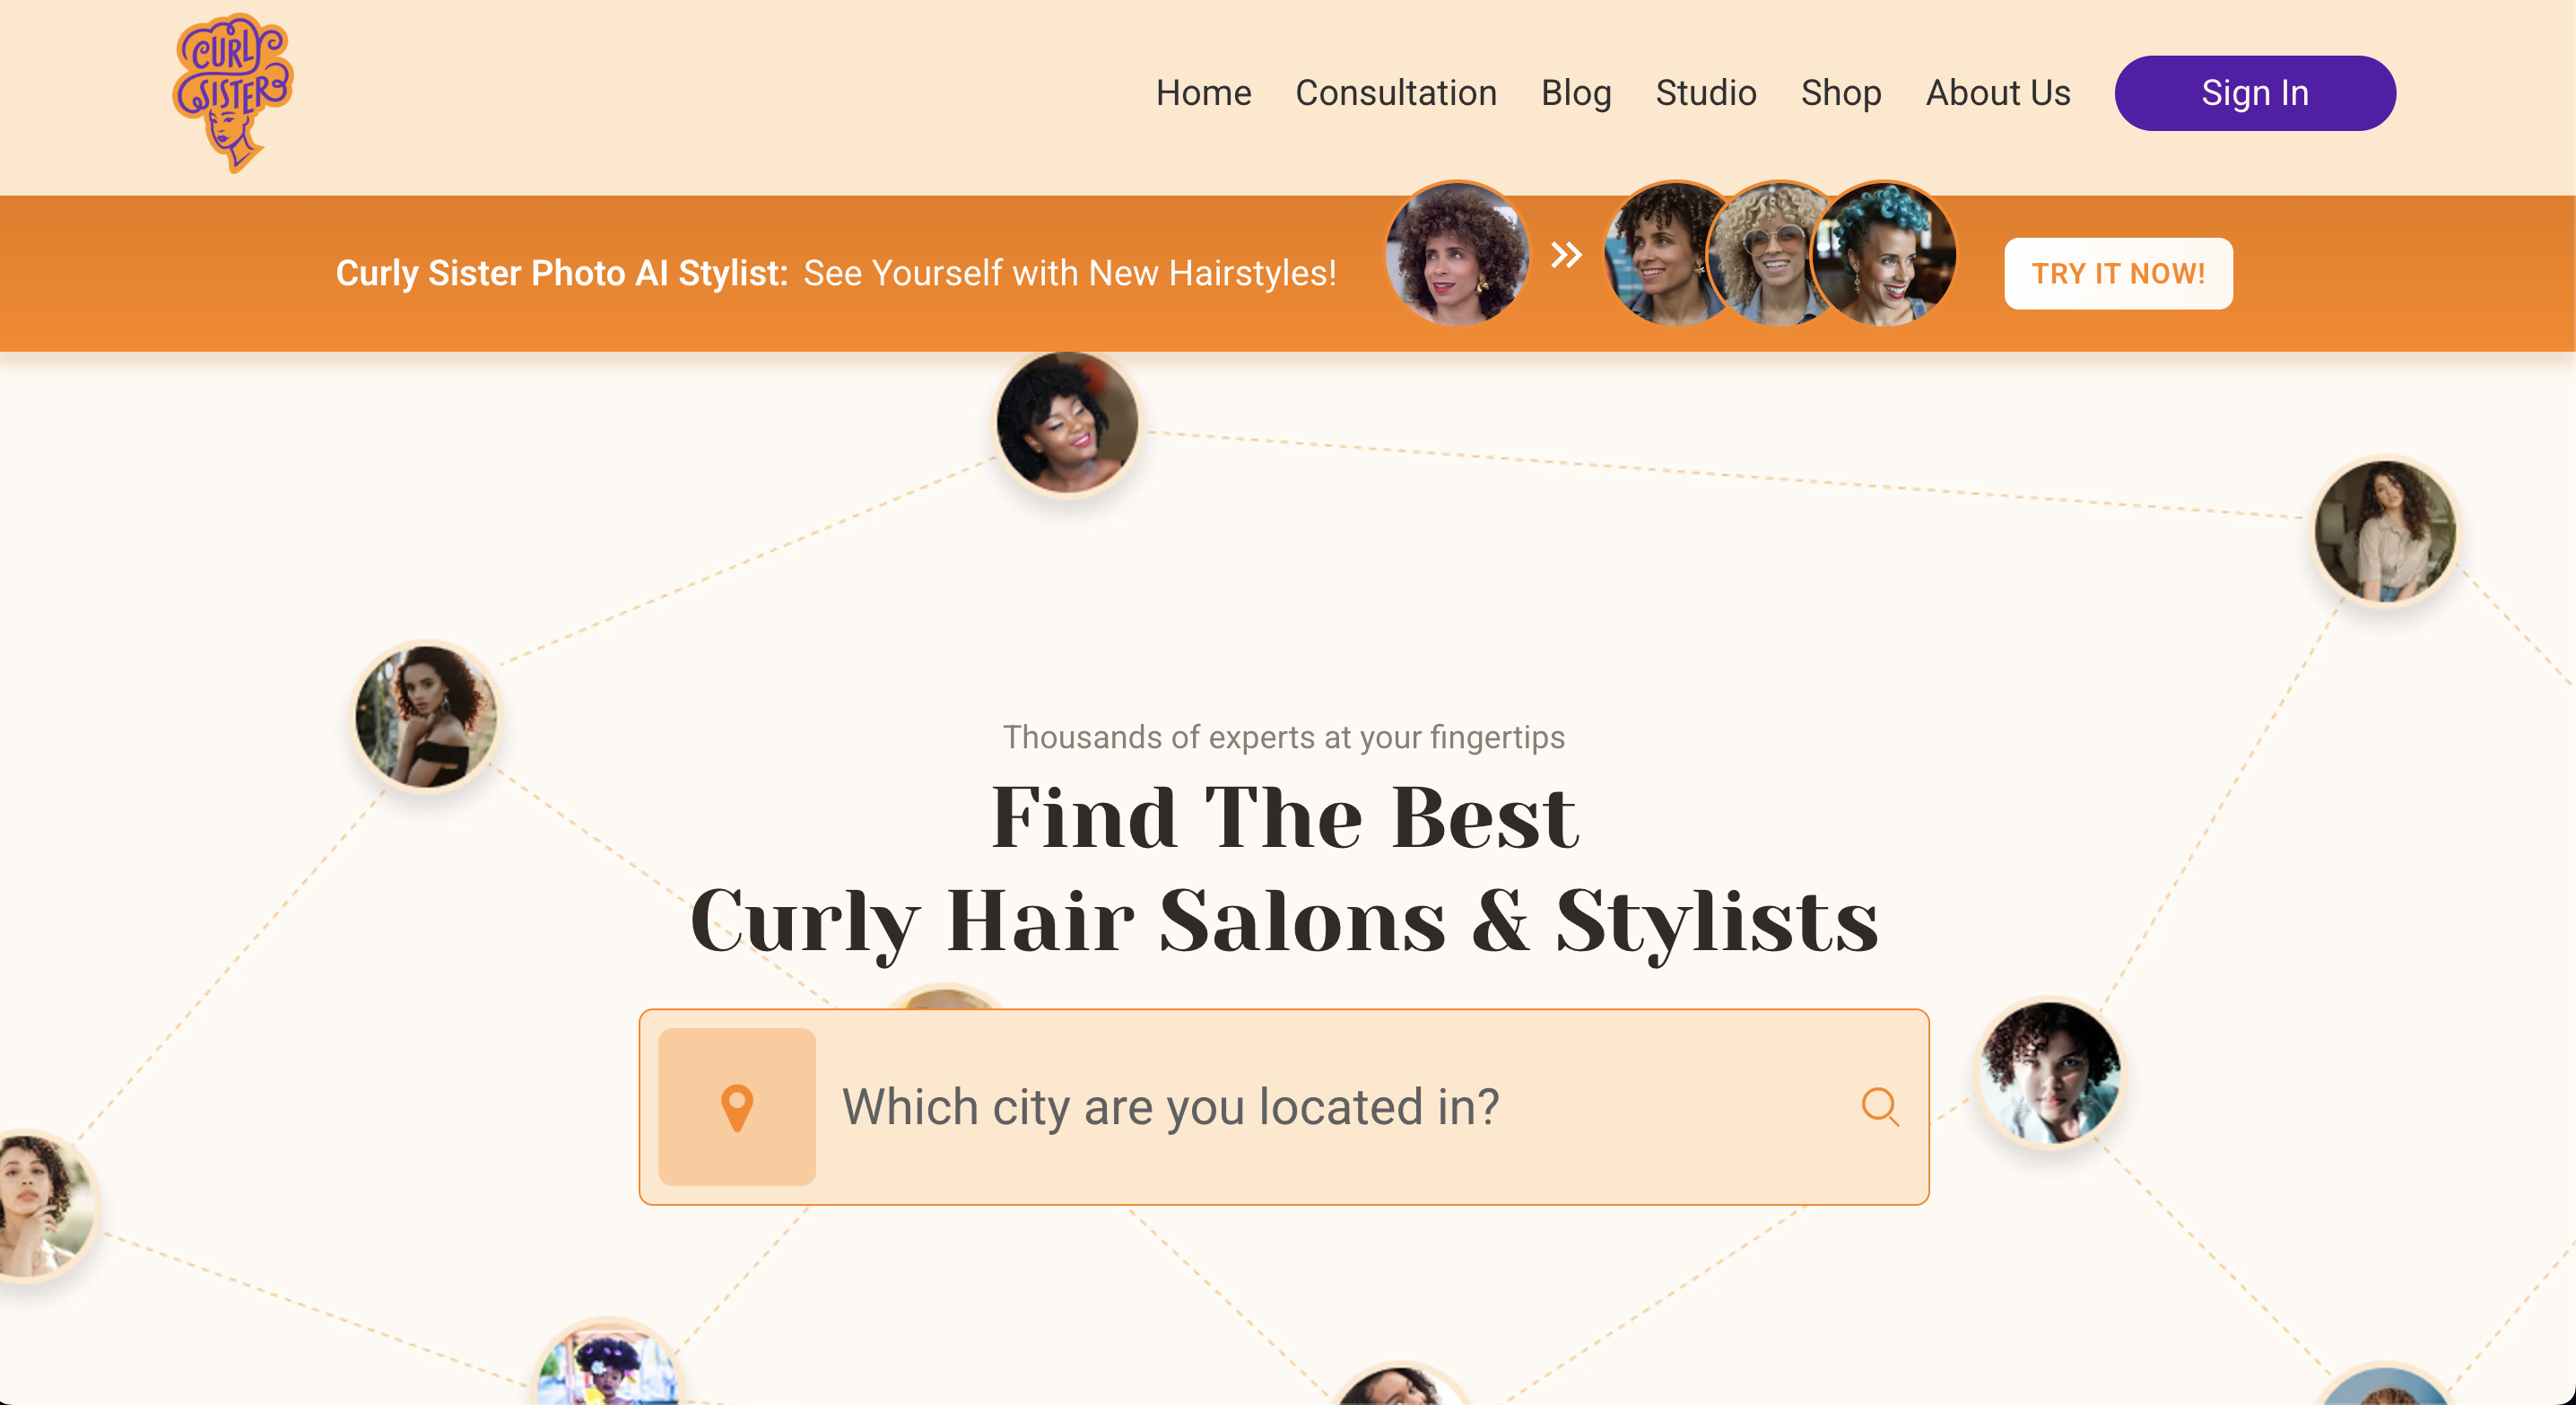 CURL
SISTER
Home Consultation Blog Studio Shop About Us Sign In
Curly Sister Photo AI Stylist: See Yourself with New Hairstyles! TRY IT NOW!
Thousands of experts at your fingertips
Find The Best
Curly Hair Salons & Stylists
Which city are you located in?